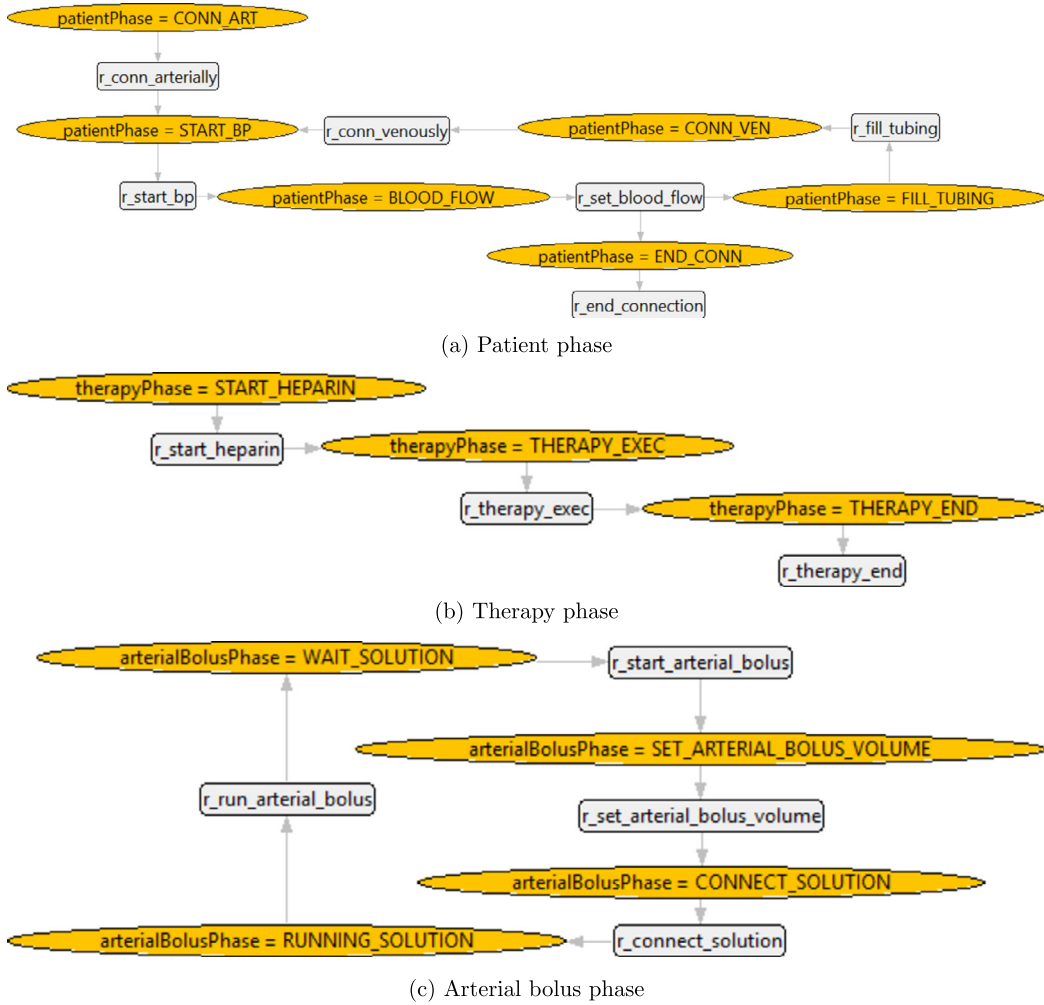 patientPhase = CONN_ART
r_conn_arterially
patientPhase = START_BP
r_conn_venously
patientPhase = CONN_VEN
r_fill_tubing
r_start_bp
patientPhase = BLOOD_FLOW
r_set_blood_flow
patientPhase = FILL_TUBING
patientPhase = END_CONN
r_end_connection
(a) Patient phase
therapyPhase = START_HEPARIN
r_start_heparin
therapyPhase = THERAPY_EXEC
r_therapy_exec
therapyPhase = THERAPY_END
r_therapy_end
(b) Therapy phase
arterialBolusPhase = WAIT_SOLUTION
r_start_arterial_bolus
arterialBolusPhase = SET_ARTERIAL_BOLUS_VOLUME
r_run_arterial_bolus
r_set_arterial_bolus_volume
arterialBolusPhase = CONNECT_SOLUTION
arterialBolusPhase = RUNNING_SOLUTION
r_connect_solution
(c) Arterial bolus phase